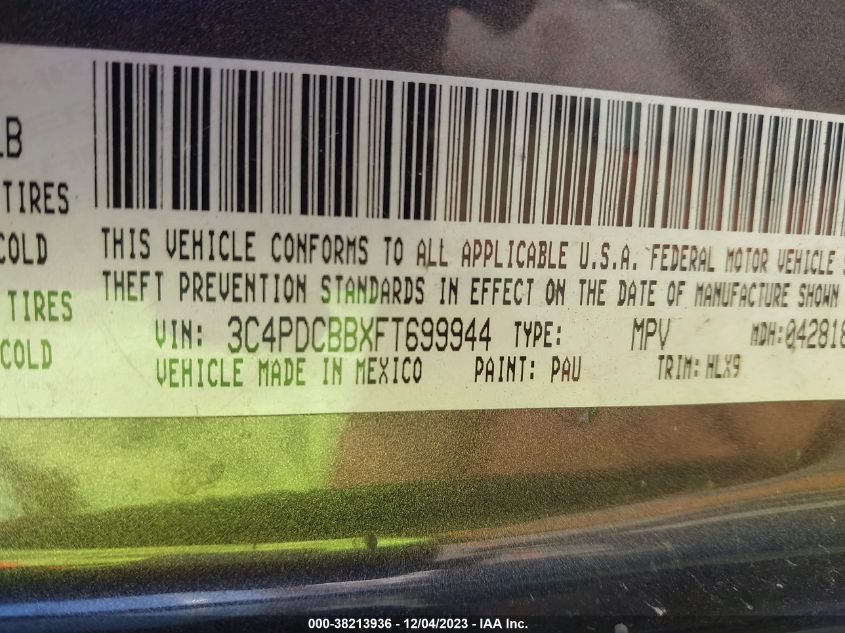 LB
TIRES
COLD
TIRES
COLD
THIS VEHICLE CONFORMS TO ALL APPLICABLE U.S.A. FEDERAL MOTOR VEHICLE
THEFT PREVENTION STANDARDS IN EFFECT ON THE DATE OF MANUFACTURE SHOWN
VIN: 3C4PDCBBXFT699944 TYPE: MPV MDH: 042818
VEHICLE MADE IN MEXICO PAINT: PAU TRIM: HLX9
000-38213936 - 12/04/2023 - IAA Inc.